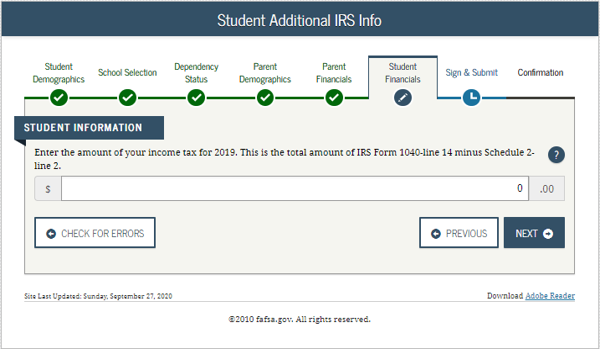 Student Additional IRS Info
Student Demographics
School Selection
Dependency Status
Parent Demographics
Parent Financials
Student Financials
Sign & Submit
Confirmation
STUDENT INFORMATION
Enter the amount of your income tax for 2019. This is the total amount of IRS Form 1040-line 14 minus Schedule 2-
line 2.
?
$ 0 .00
CHECK FOR ERRORS PREVIOUS NEXT
Site Last Updated: Sunday, September 27, 2020 Download Adobe Reader
©2010 fafsa.gov. All rights reserved.